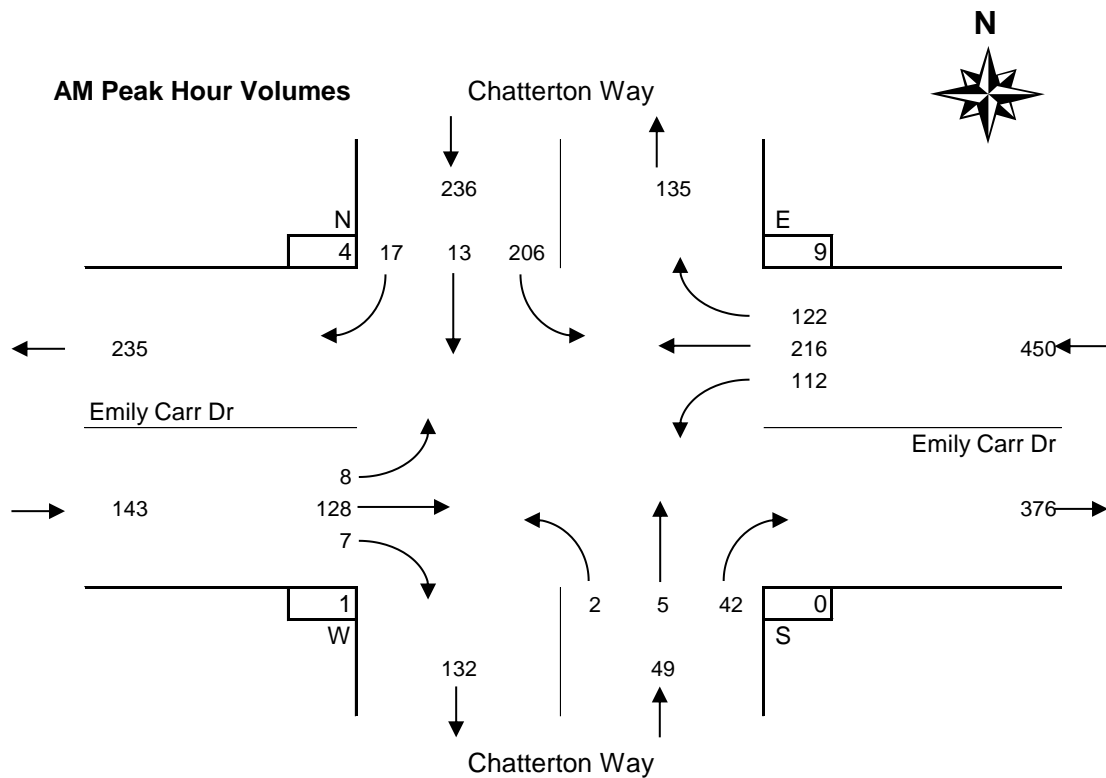 N
AM Peak Hour Volumes Chatterton Way
236 135
N E
4 17 13 206 9
122
235 216 450
112
Emily Carr Dr
Emily Carr Dr
8
143 128 376
7
1 2 5 42 0
W S
132 49
Chatterton Way